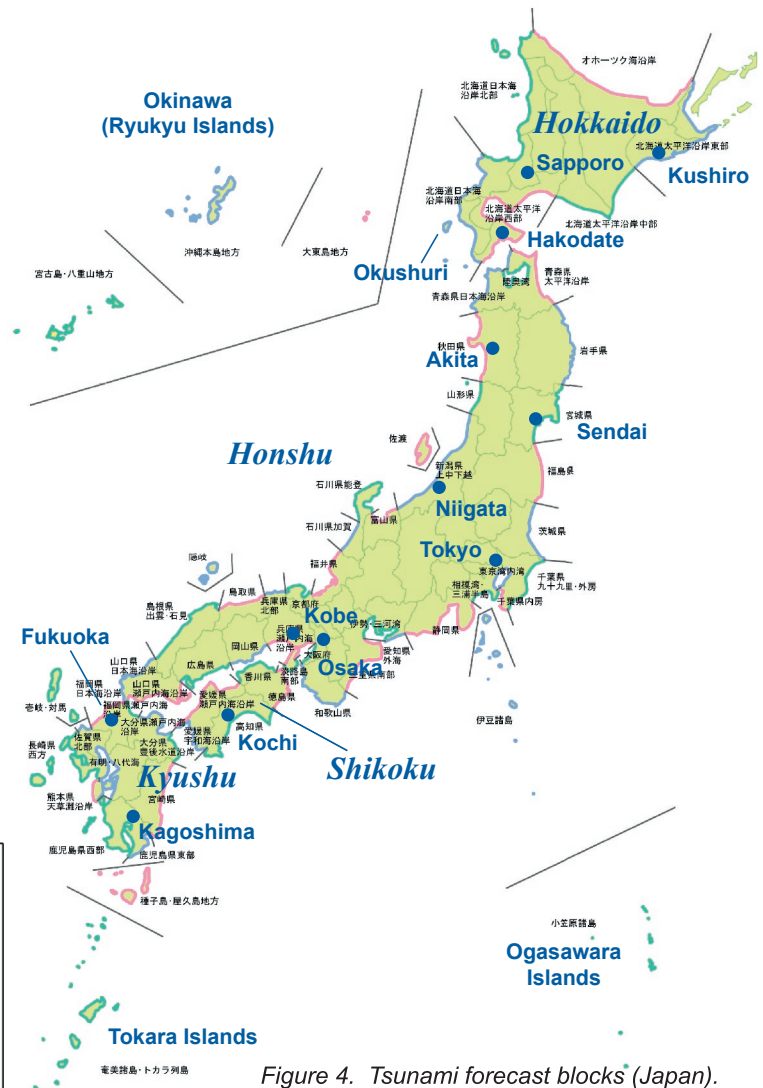 オホーツク海沿岸
北海道日本海
沿岸北部
Okinawa
(Ryukyu Islands)
Hokkaido
北海道太平洋沿岸東部
Sapporo
Kushiro
北海道日本海
沿岸南部
北海道太平洋
沿岸西部
北海道太平洋沿岸中部
Hakodate
沖縄本島地方
大東島地方
Okushuri
宮古島・八重山地方
陸奥湾
青森県
太平洋沿岸
青森県日本海沿岸
秋田県
Akita
岩手県
山形県
宮城県
Sendai
佐渡
Honshu
新潟県
上中下越
福島県
石川県能登
Niigata
富山県
石川県加賀
茨城県
Tokyo
福井県
東京湾内湾
隠岐
相模湾・
三浦半島
千葉県
九十九里・外房
千葉県内房
鳥取県
兵庫県
北部
京都府
島根県
出雲・石見
Kobe
伊勢・三河湾
静岡県
Fukuoka
兵庫県
瀬戸内海
沿岸
岡山県
大阪府
Osaka
愛知県
外海
三重県南部
山口県
日本海沿岸
広島県
香川県
淡路島
南部
福岡県
日本海沿岸
山口県
瀬戸内海沿岸
愛媛県
瀬戸内海沿岸
徳島県
和歌山県
壱岐・対馬
福岡県瀬戸内海
沿岸
大分県瀬戸内海
沿岸
伊豆諸島
佐賀県
北部
大分県
豊後水道沿岸
愛媛県
宇和海沿岸
高知県
Kochi
長崎県
西方
有明・八代海
Shikoku
Kyushu
熊本県
天草灘沿岸
宮崎県
Kagoshima
鹿児島県西部
鹿児島県東部
種子島・屋久島地方
小笠原諸島
Ogasawara
Islands
Tokara Islands
奄美諸島・トカラ列島
Figure 4. Tsunami forecast blocks (Japan).